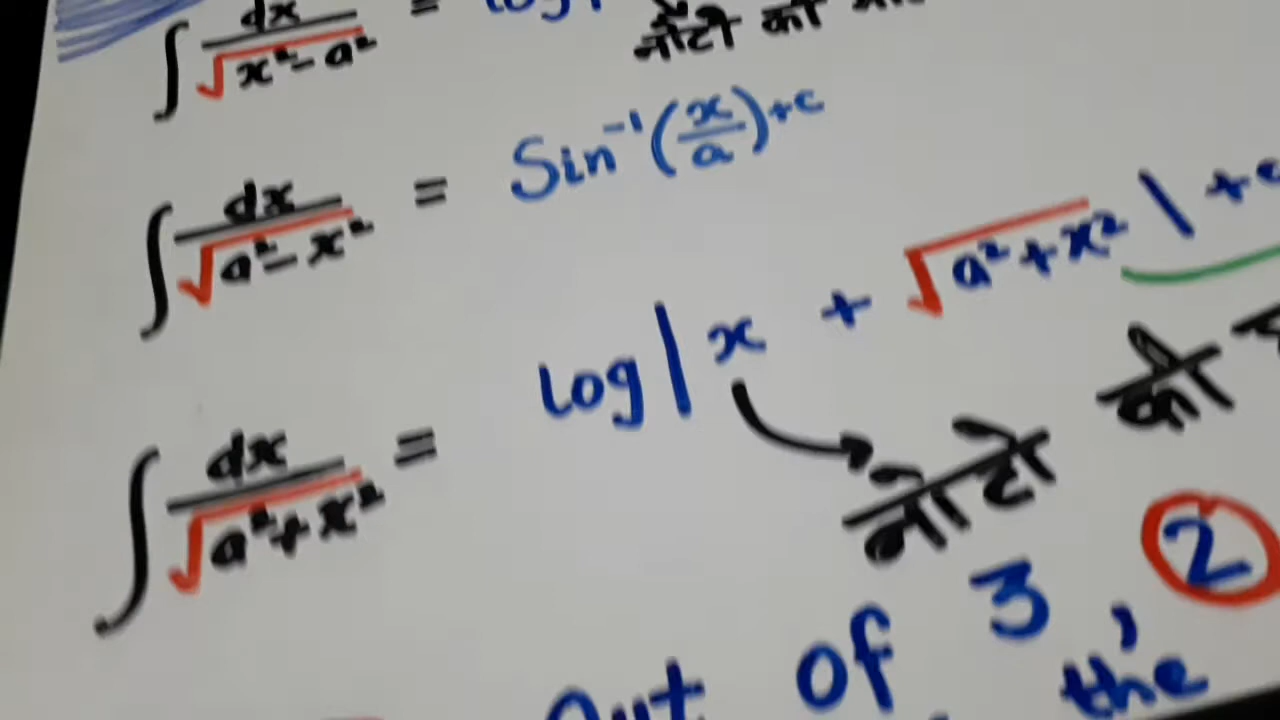 ∫ dx/√(x²-a²) = log
नोटो को
∫ dx/√(a²-x²) = Sin⁻¹(x/a)+c
∫ dx/√(a²+x²) = log|x + √(a²+x²)| +c
नोटो को
out of 3, 2
the